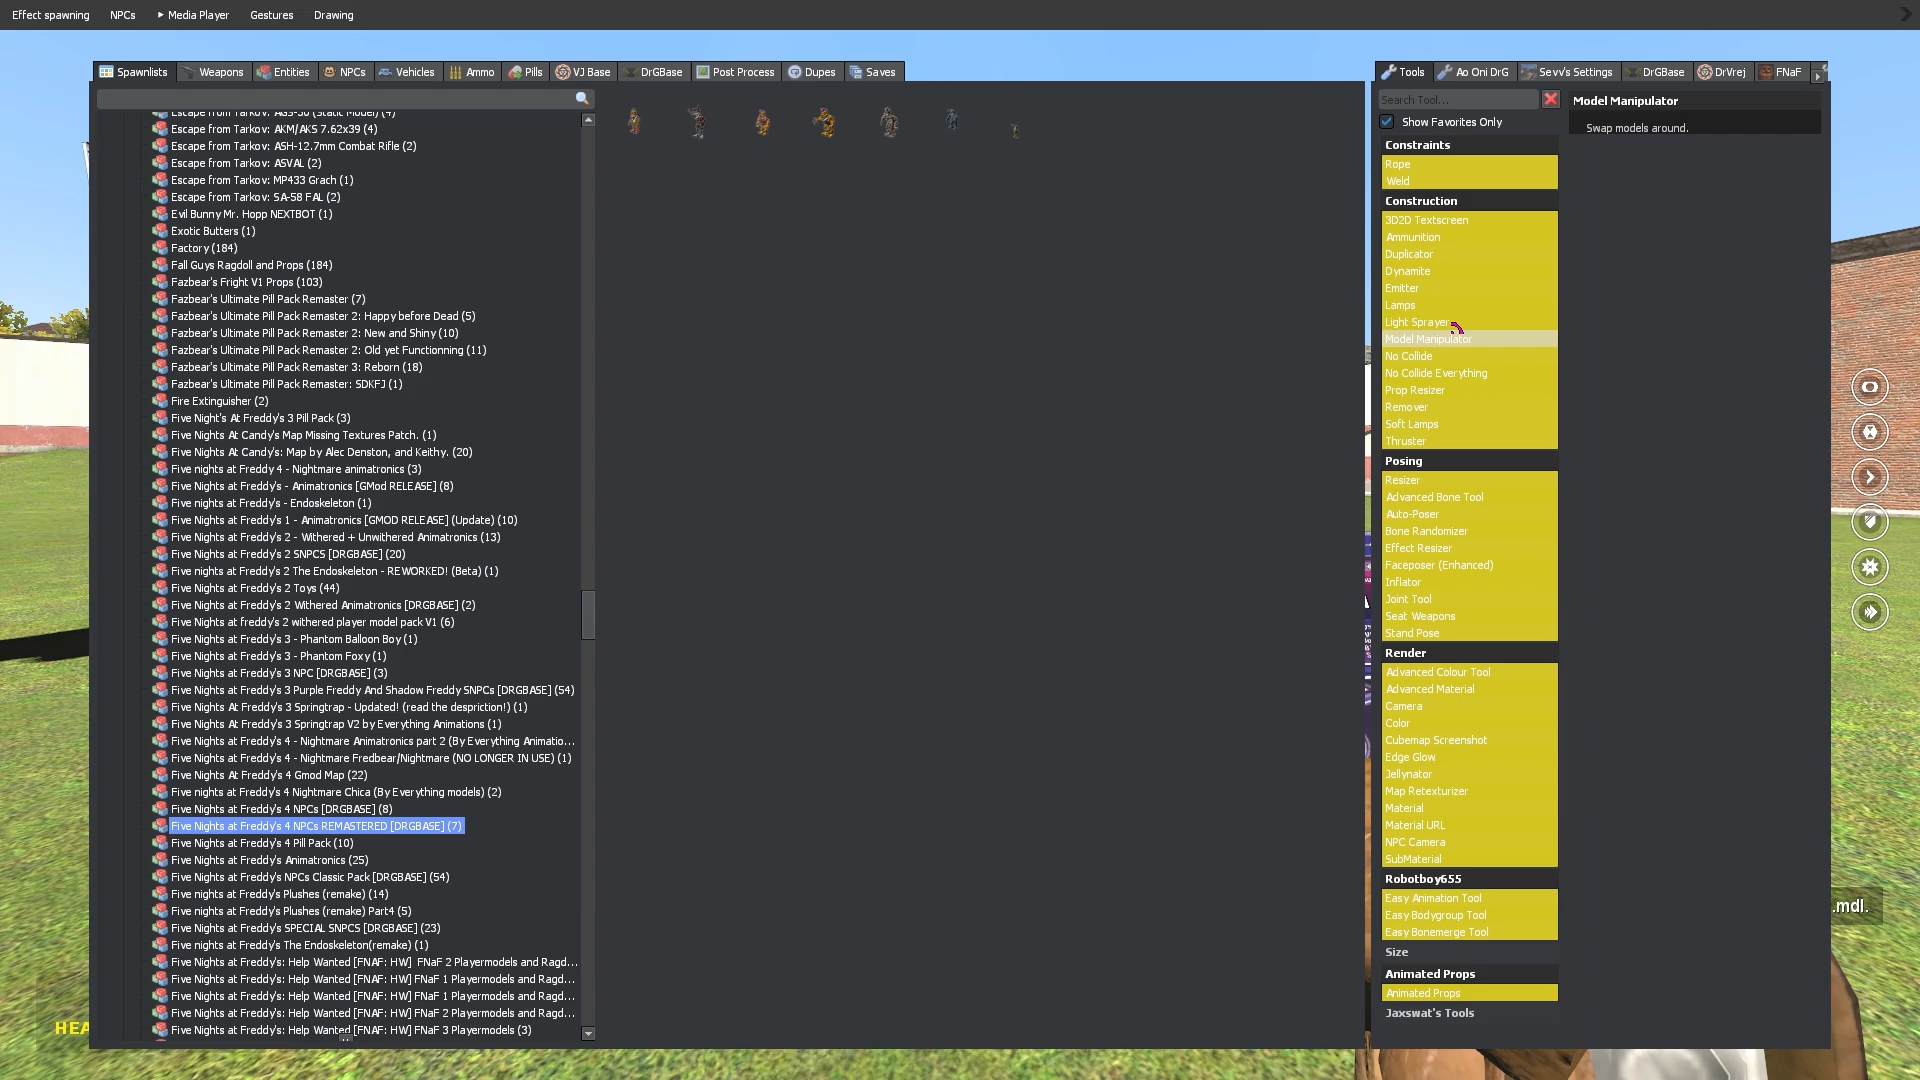 Effect spawning NPCs Media Player Gestures Drawing
Spawnlists Weapons Entities NPCs Vehicles Ammo Pills VJ Base DrGBase Post Process Dupes Saves
Escape from Tarkov: AGS-30 (Static Model) (4)
Escape from Tarkov: AKM/AKS 7.62x39 (4)
Escape from Tarkov: ASH-12.7mm Combat Rifle (2)
Escape from Tarkov: ASVAL (2)
Escape from Tarkov: MP433 Grach (1)
Escape from Tarkov: SA-58 FAL (2)
Evil Bunny Mr. Hopp NEXTBOT (1)
Exotic Butters (1)
Factory (184)
Fall Guys Ragdoll and Props (184)
Fazbear's Fright V1 Props (103)
Fazbear's Ultimate Pill Pack Remaster (7)
Fazbear's Ultimate Pill Pack Remaster 2: Happy before Dead (5)
Fazbear's Ultimate Pill Pack Remaster 2: New and Shiny (10)
Fazbear's Ultimate Pill Pack Remaster 2: Old yet Functionning (11)
Fazbear's Ultimate Pill Pack Remaster 3: Reborn (18)
Fazbear's Ultimate Pill Pack Remaster: SDKFJ (1)
Fire Extinguisher (2)
Five Night's At Freddy's 3 Pill Pack (3)
Five Nights At Candy's Map Missing Textures Patch. (1)
Five Nights At Candy's: Map by Alec Denston, and Keithy. (20)
Five nights at Freddy 4 - Nightmare animatronics (3)
Five Nights at Freddy's - Animatronics [GMod RELEASE] (8)
Five nights at Freddy's - Endoskeleton (1)
Five Nights at Freddy's 1 - Animatronics [GMOD RELEASE] (Update) (10)
Five Nights at Freddy's 2 - Withered + Unwithered Animatronics (13)
Five Nights at Freddy's 2 SNPCS [DRGBASE] (20)
Five nights at Freddy's 2 The Endoskeleton - REWORKED! (Beta) (1)
Five Nights at Freddy's 2 Toys (44)
Five Nights at Freddy's 2 Withered Animatronics [DRGBASE] (2)
Five Nights at freddy's 2 withered player model pack V1 (6)
Five Nights at Freddy's 3 - Phantom Balloon Boy (1)
Five Nights at Freddy's 3 - Phantom Foxy (1)
Five Nights at Freddy's 3 NPC [DRGBASE] (3)
Five Nights at Freddy's 3 Purple Freddy And Shadow Freddy SNPCs [DRGBASE] (54)
Five Nights At Freddy's 3 Springtrap - Updated! (read the despriction!) (1)
Five Nights At Freddy's 3 Springtrap V2 by Everything Animations (1)
Five Nights at Freddy's 4 - Nightmare Animatronics part 2 (By Everything Animatio...
Five Nights at Freddy's 4 - Nightmare Fredbear/Nightmare (NO LONGER IN USE) (1)
Five Nights At Freddy's 4 Gmod Map (22)
Five nights at Freddy's 4 Nightmare Chica (By Everything models) (2)
Five Nights at Freddy's 4 NPCs [DRGBASE] (8)
Five Nights at Freddy's 4 NPCs REMASTERED [DRGBASE] (7)
Five Nights at Freddy's 4 Pill Pack (10)
Five Nights at Freddy's Animatronics (25)
Five Nights at Freddy's NPCs Classic Pack [DRGBASE] (54)
Five nights at Freddy's Plushes (remake) (14)
Five nights at Freddy's Plushes (remake) Part4 (5)
Five Nights at Freddy's SPECIAL SNPCS [DRGBASE] (23)
Five nights at Freddy's The Endoskeleton(remake) (1)
Five Nights at Freddy's: Help Wanted [FNAF: HW]  FNaF 2 Playermodels and Ragd...
Five Nights at Freddy's: Help Wanted [FNAF: HW] FNaF 1 Playermodels and Ragd...
Five Nights at Freddy's: Help Wanted [FNAF: HW] FNaF 1 Playermodels and Ragd...
Five Nights at Freddy's: Help Wanted [FNAF: HW] FNaF 2 Playermodels and Ragd...
Five Nights at Freddy's: Help Wanted [FNAF: HW] FNaF 3 Playermodels (3)
HEA
Tools Ao Oni DrG Sevv's Settings DrGBase DrVrej FNaF
Search Tool...
Show Favorites Only
Constraints
Rope
Weld
Construction
3D2D Textscreen
Ammunition
Duplicator
Dynamite
Emitter
Lamps
Light Sprayer
Model Manipulator
No Collide
No Collide Everything
Prop Resizer
Remover
Soft Lamps
Thruster
Posing
Resizer
Advanced Bone Tool
Auto-Poser
Bone Randomizer
Effect Resizer
Faceposer (Enhanced)
Inflator
Joint Tool
Seat Weapons
Stand Pose
Render
Advanced Colour Tool
Advanced Material
Camera
Color
Cubemap Screenshot
Edge Glow
Jellynator
Map Retexturizer
Material
Material URL
NPC Camera
SubMaterial
Robotboy655
Easy Animation Tool
Easy Bodygroup Tool
Easy Bonemerge Tool
Size
Animated Props
Animated Props
Jaxswat's Tools
Model Manipulator
Swap models around.
.mdl.